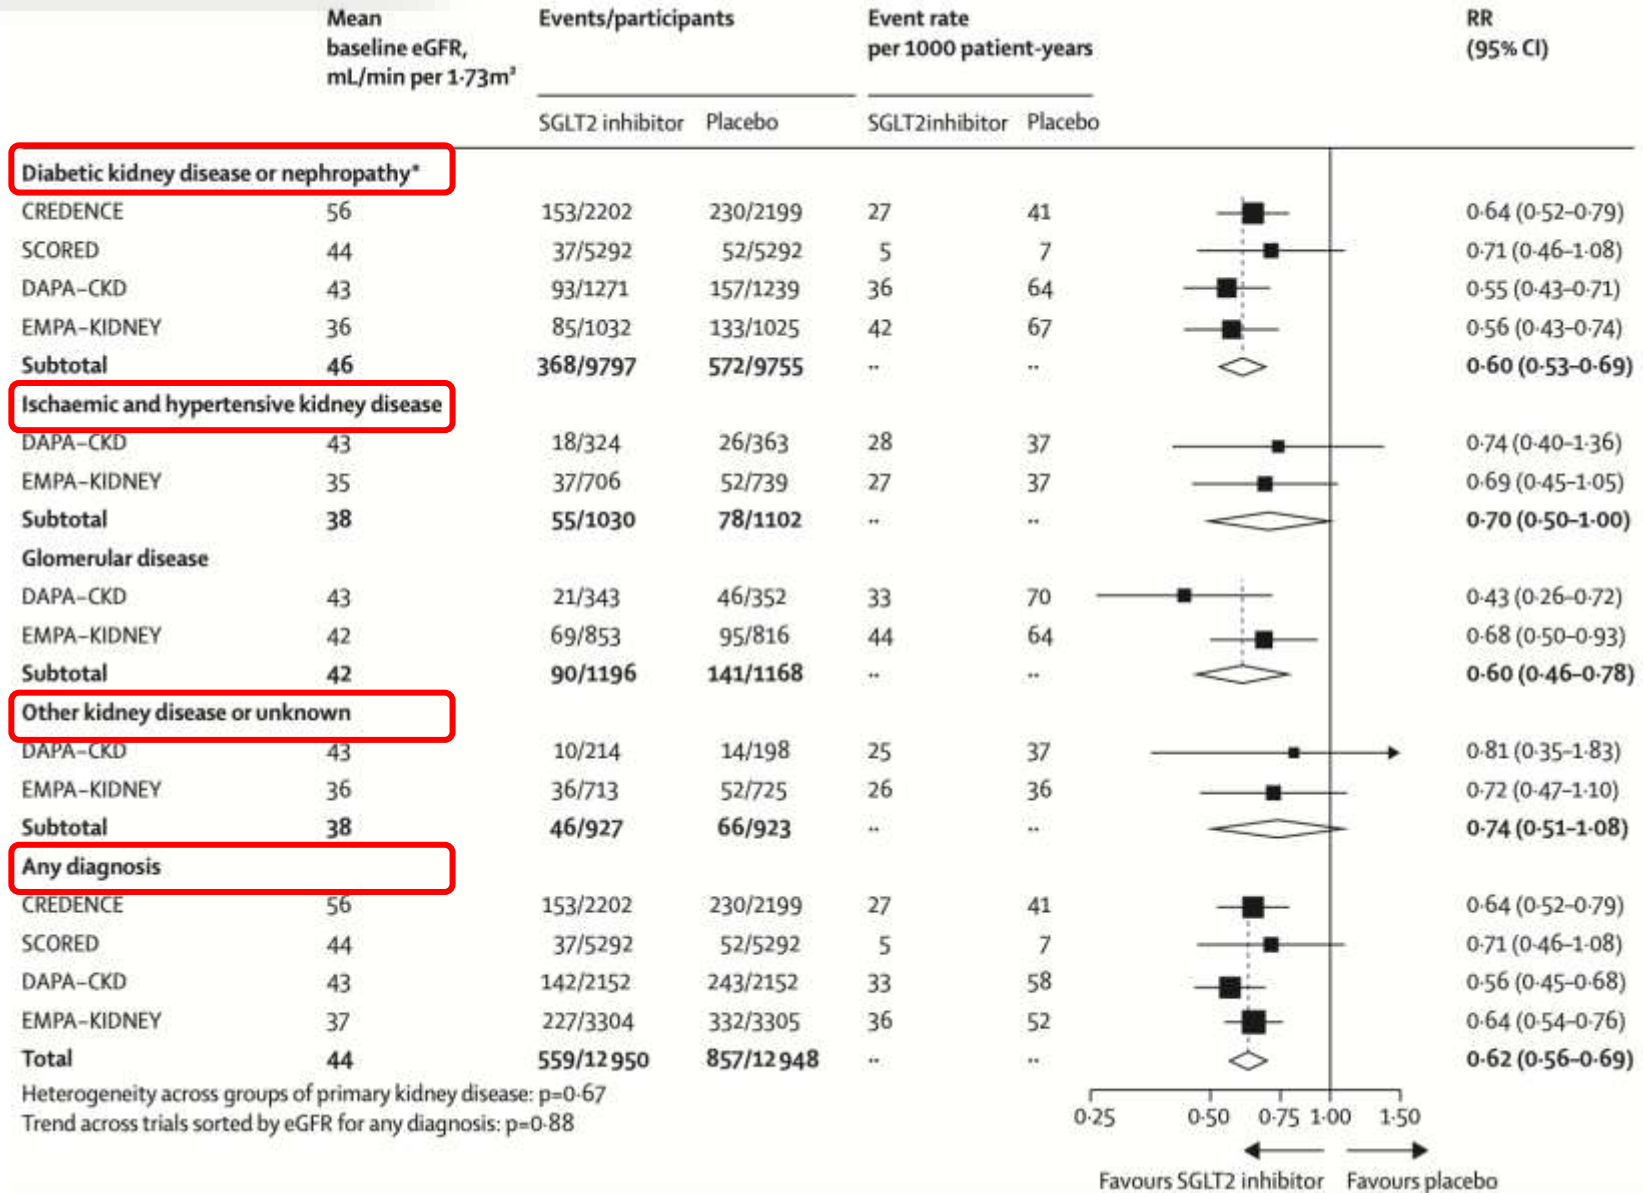 Mean baseline eGFR, mL/min per 1·73m² Events/participants Event rate per 1000 patient-years RR (95% CI)
SGLT2 inhibitor Placebo SGLT2inhibitor Placebo
Diabetic kidney disease or nephropathy*
CREDENCE 56 153/2202 230/2199 27 41 0·64 (0·52–0·79)
SCORED 44 37/5292 52/5292 5 7 0·71 (0·46–1·08)
DAPA–CKD 43 93/1271 157/1239 36 64 0·55 (0·43–0·71)
EMPA–KIDNEY 36 85/1032 133/1025 42 67 0·56 (0·43–0·74)
Subtotal 46 368/9797 572/9755 ·· ·· 0·60 (0·53–0·69)
Ischaemic and hypertensive kidney disease
DAPA–CKD 43 18/324 26/363 28 37 0·74 (0·40–1·36)
EMPA–KIDNEY 35 37/706 52/739 27 37 0·69 (0·45–1·05)
Subtotal 38 55/1030 78/1102 ·· ·· 0·70 (0·50–1·00)
Glomerular disease
DAPA–CKD 43 21/343 46/352 33 70 0·43 (0·26–0·72)
EMPA–KIDNEY 42 69/853 95/816 44 64 0·68 (0·50–0·93)
Subtotal 42 90/1196 141/1168 ·· ·· 0·60 (0·46–0·78)
Other kidney disease or unknown
DAPA–CKD 43 10/214 14/198 25 37 0·81 (0·35–1·83)
EMPA–KIDNEY 36 36/713 52/725 26 36 0·72 (0·47–1·10)
Subtotal 38 46/927 66/923 ·· ·· 0·74 (0·51–1·08)
Any diagnosis
CREDENCE 56 153/2202 230/2199 27 41 0·64 (0·52–0·79)
SCORED 44 37/5292 52/5292 5 7 0·71 (0·46–1·08)
DAPA–CKD 43 142/2152 243/2152 33 58 0·56 (0·45–0·68)
EMPA–KIDNEY 37 227/3304 332/3305 36 52 0·64 (0·54–0·76)
Total 44 559/12 950 857/12 948 ·· ·· 0·62 (0·56–0·69)
Heterogeneity across groups of primary kidney disease: p=0·67
Trend across trials sorted by eGFR for any diagnosis: p=0·88
0·25 0·50 0·75 1·00 1·50
Favours SGLT2 inhibitor Favours placebo